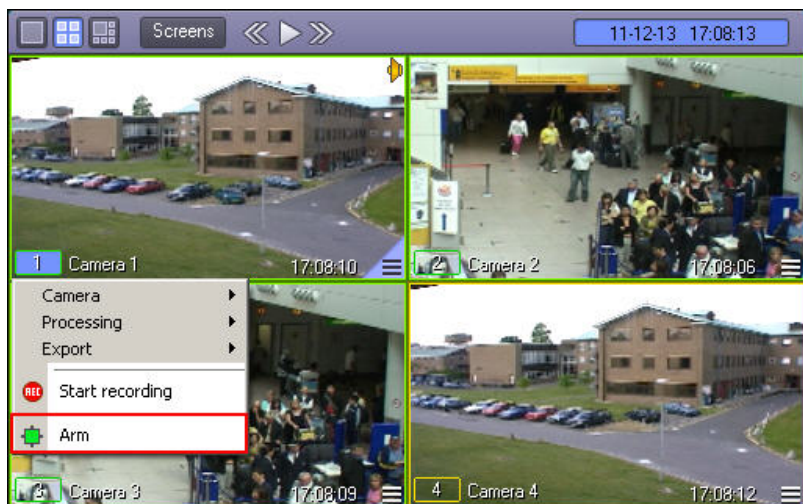 Screens
11-12-13 17:08:13
1 Camera 1 17:08:10
2 Camera 2 17:08:06
Camera
Processing
Export
REC Start recording
Arm
3 Camera 3 17:08:09
4 Camera 4 17:08:12